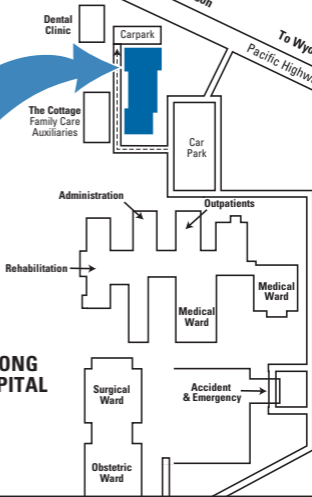 Dental
Clinic
Carpark
To Wyo
Pacific Highw
The Cottage
Family Care
Auxiliaries
Car
Park
Administration
Outpatients
Rehabilitation
Medical
Ward
Medical
Ward
ONG
PITAL
Surgical
Ward
Accident
& Emergency
Obstetric
Ward